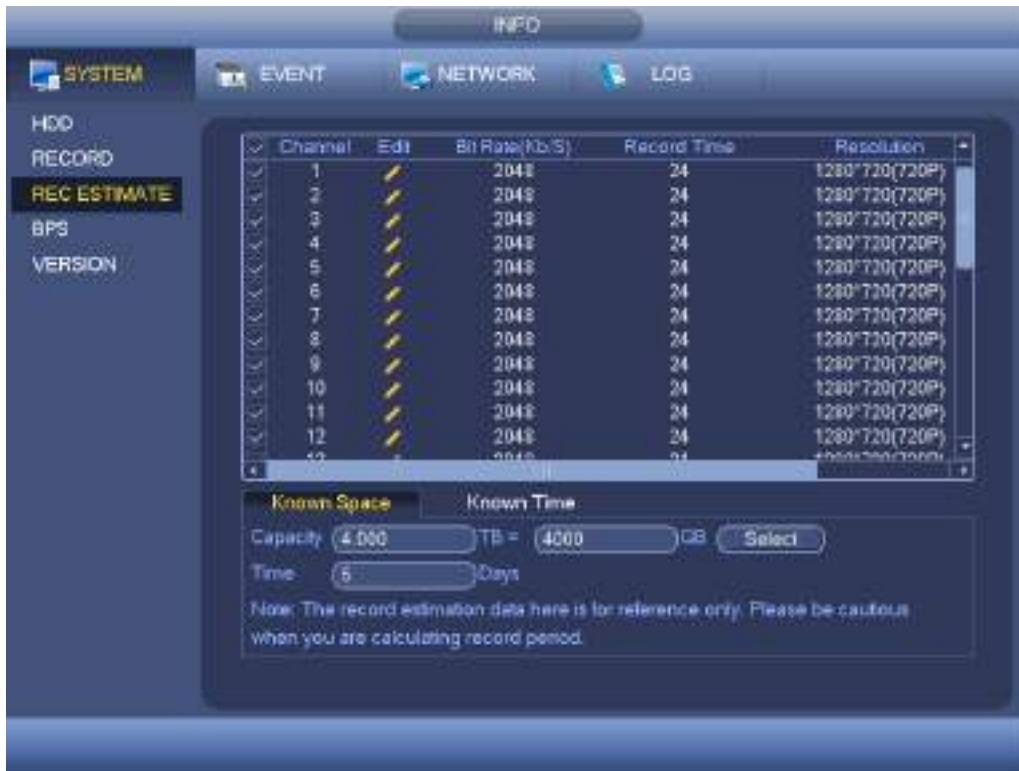 INFO
SYSTEM EVENT NETWORK LOG
HDD
RECORD
REC ESTIMATE
BPS
VERSION
Channel Edit Bit Rate(Kb/S) Record Time Resolution
1 2048 24 1280*720(720P)
2 2048 24 1280*720(720P)
3 2048 24 1280*720(720P)
4 2048 24 1280*720(720P)
5 2048 24 1280*720(720P)
6 2048 24 1280*720(720P)
7 2048 24 1280*720(720P)
8 2048 24 1280*720(720P)
9 2048 24 1280*720(720P)
10 2048 24 1280*720(720P)
11 2048 24 1280*720(720P)
12 2048 24 1280*720(720P)
Known Space Known Time
Capacity 4.000 TB = 4000 GB Select
Time 5 Days
Note: The record estimation data here is for reference only. Please be cautious
when you are calculating record period.